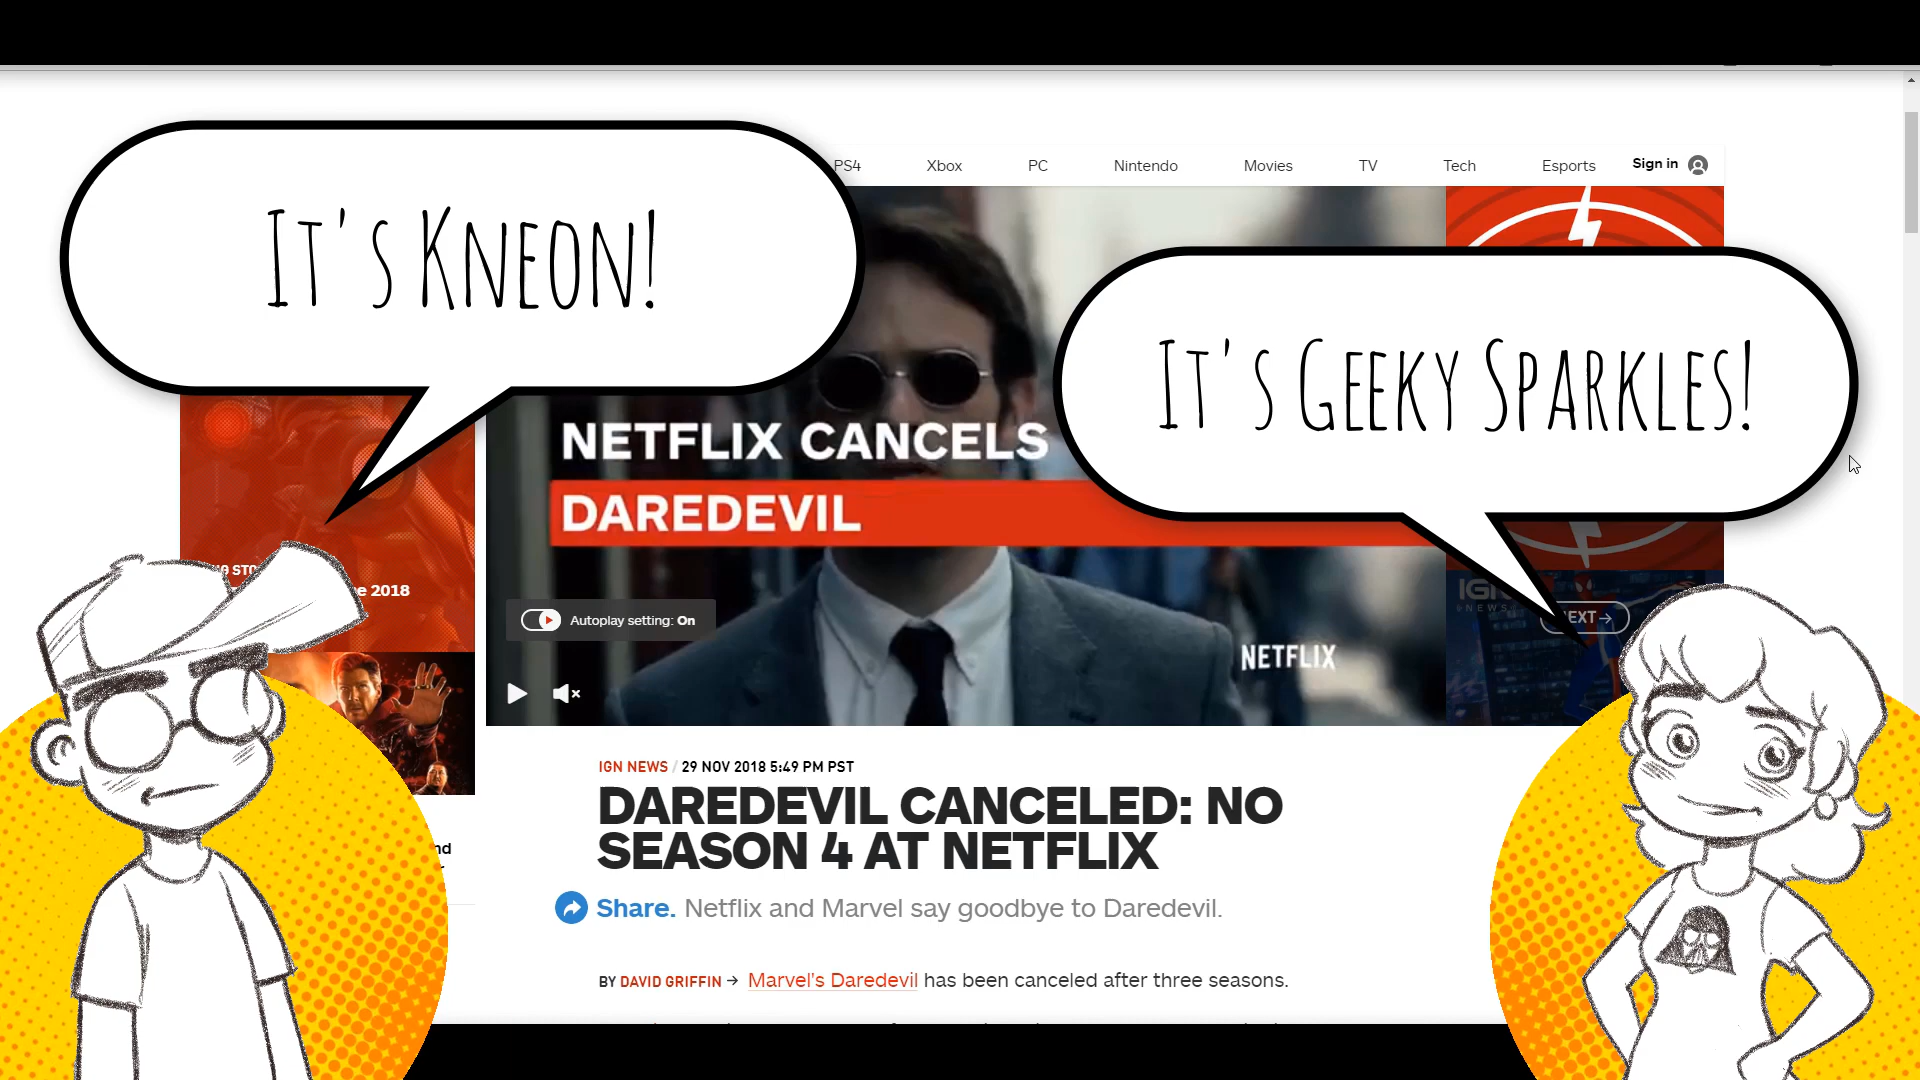 It's Kneon!
PS4 Xbox PC Nintendo Movies TV Tech Esports Sign in
It's Geeky Sparkles!
NETFLIX CANCELS
DAREDEVIL
e 2018
Autoplay setting: On
NETFLIX
IGN
NEWS
EXT→
IGN NEWS / 29 NOV 2018 5:49 PM PST
DAREDEVIL CANCELED: NO
SEASON 4 AT NETFLIX
Share. Netflix and Marvel say goodbye to Daredevil.
BY DAVID GRIFFIN → Marvel's Daredevil has been canceled after three seasons.